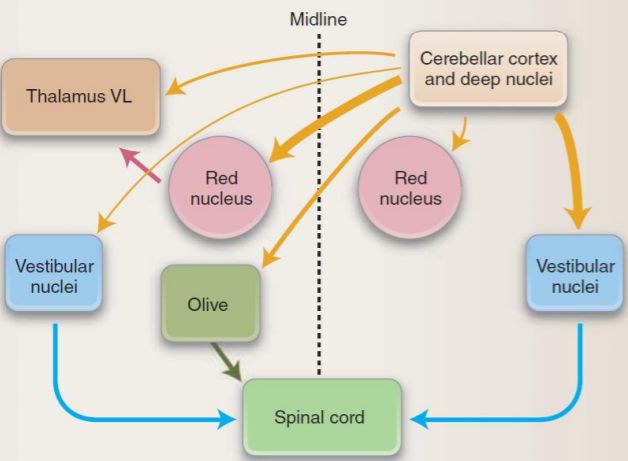 Midline
Cerebellar cortex
and deep nuclei
Thalamus VL
Red
nucleus
Red
nucleus
Vestibular
nuclei
Olive
Vestibular
nuclei
Spinal cord